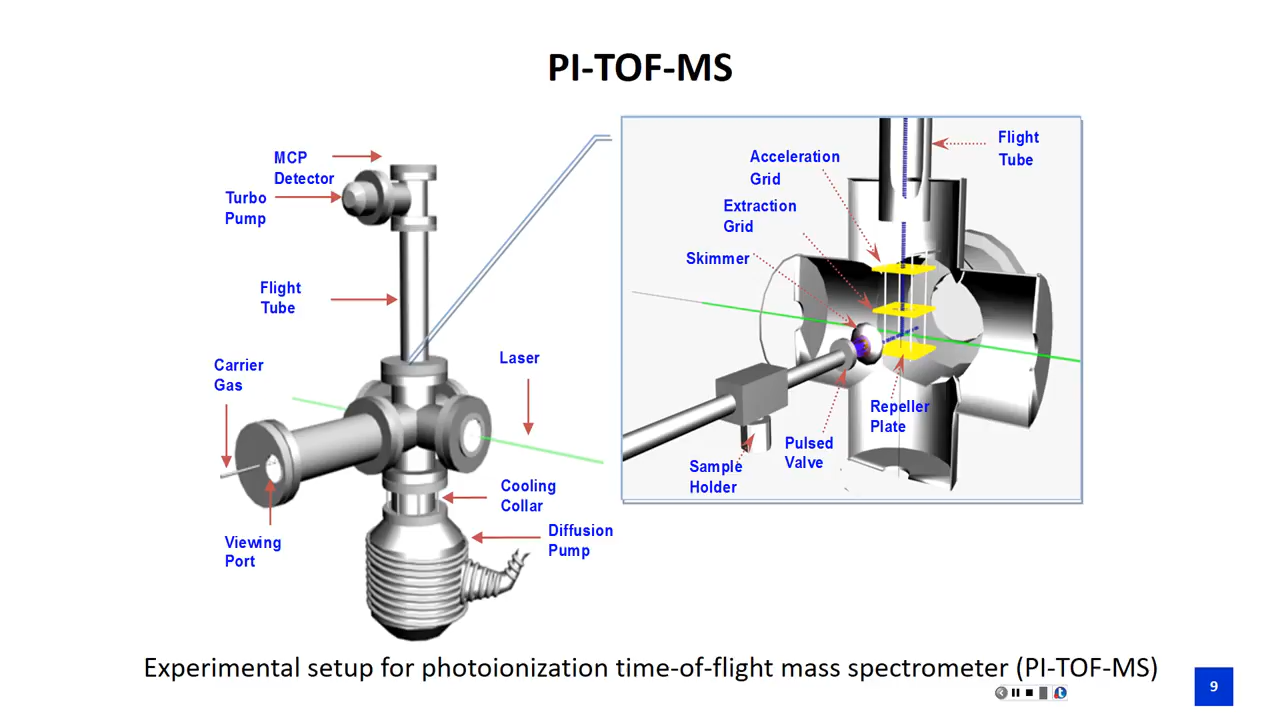 PI-TOF-MS
MCP
Detector
Turbo
Pump
Flight
Tube
Carrier
Gas
Laser
Cooling
Collar
Diffusion
Pump
Viewing
Port
Flight
Tube
Acceleration
Grid
Extraction
Grid
Skimmer
Repeller
Plate
Pulsed
Valve
Sample
Holder
Experimental setup for photoionization time-of-flight mass spectrometer (PI-TOF-MS)
9